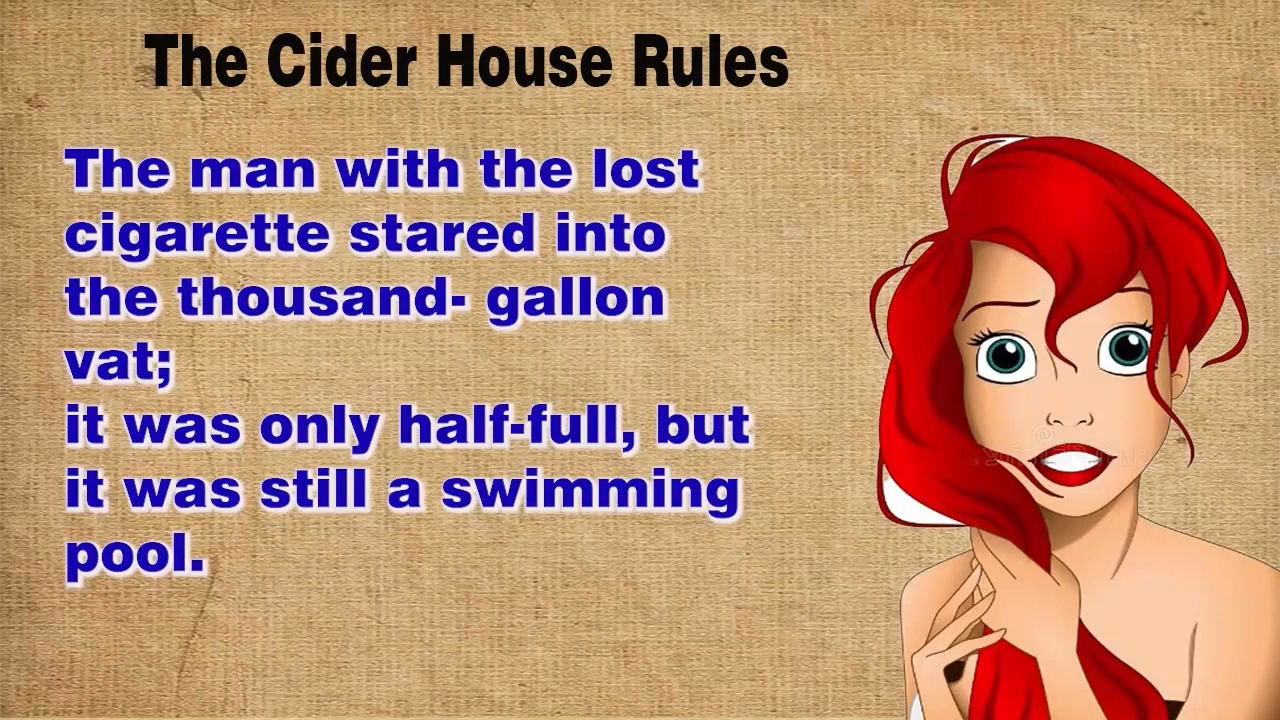 The Cider House Rules
The man with the lost
cigarette stared into
the thousand- gallon
vat;
it was only half-full, but
it was still a swimming
pool.